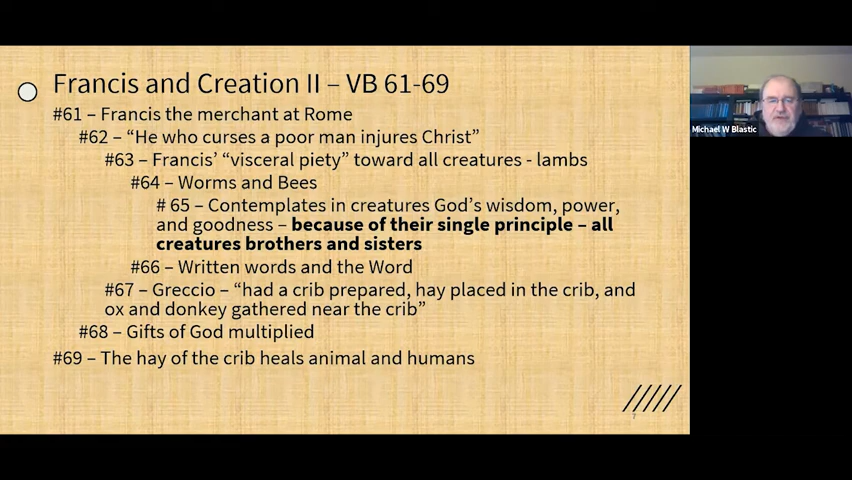 Francis and Creation II – VB 61-69
#61 – Francis the merchant at Rome
#62 – “He who curses a poor man injures Christ”
#63 – Francis’ “visceral piety” toward all creatures - lambs
#64 – Worms and Bees
# 65 – Contemplates in creatures God’s wisdom, power,
and goodness – because of their single principle – all
creatures brothers and sisters
#66 – Written words and the Word
#67 – Greccio – “had a crib prepared, hay placed in the crib, and
ox and donkey gathered near the crib”
#68 – Gifts of God multiplied
#69 – The hay of the crib heals animal and humans
7
Michael W Blastic